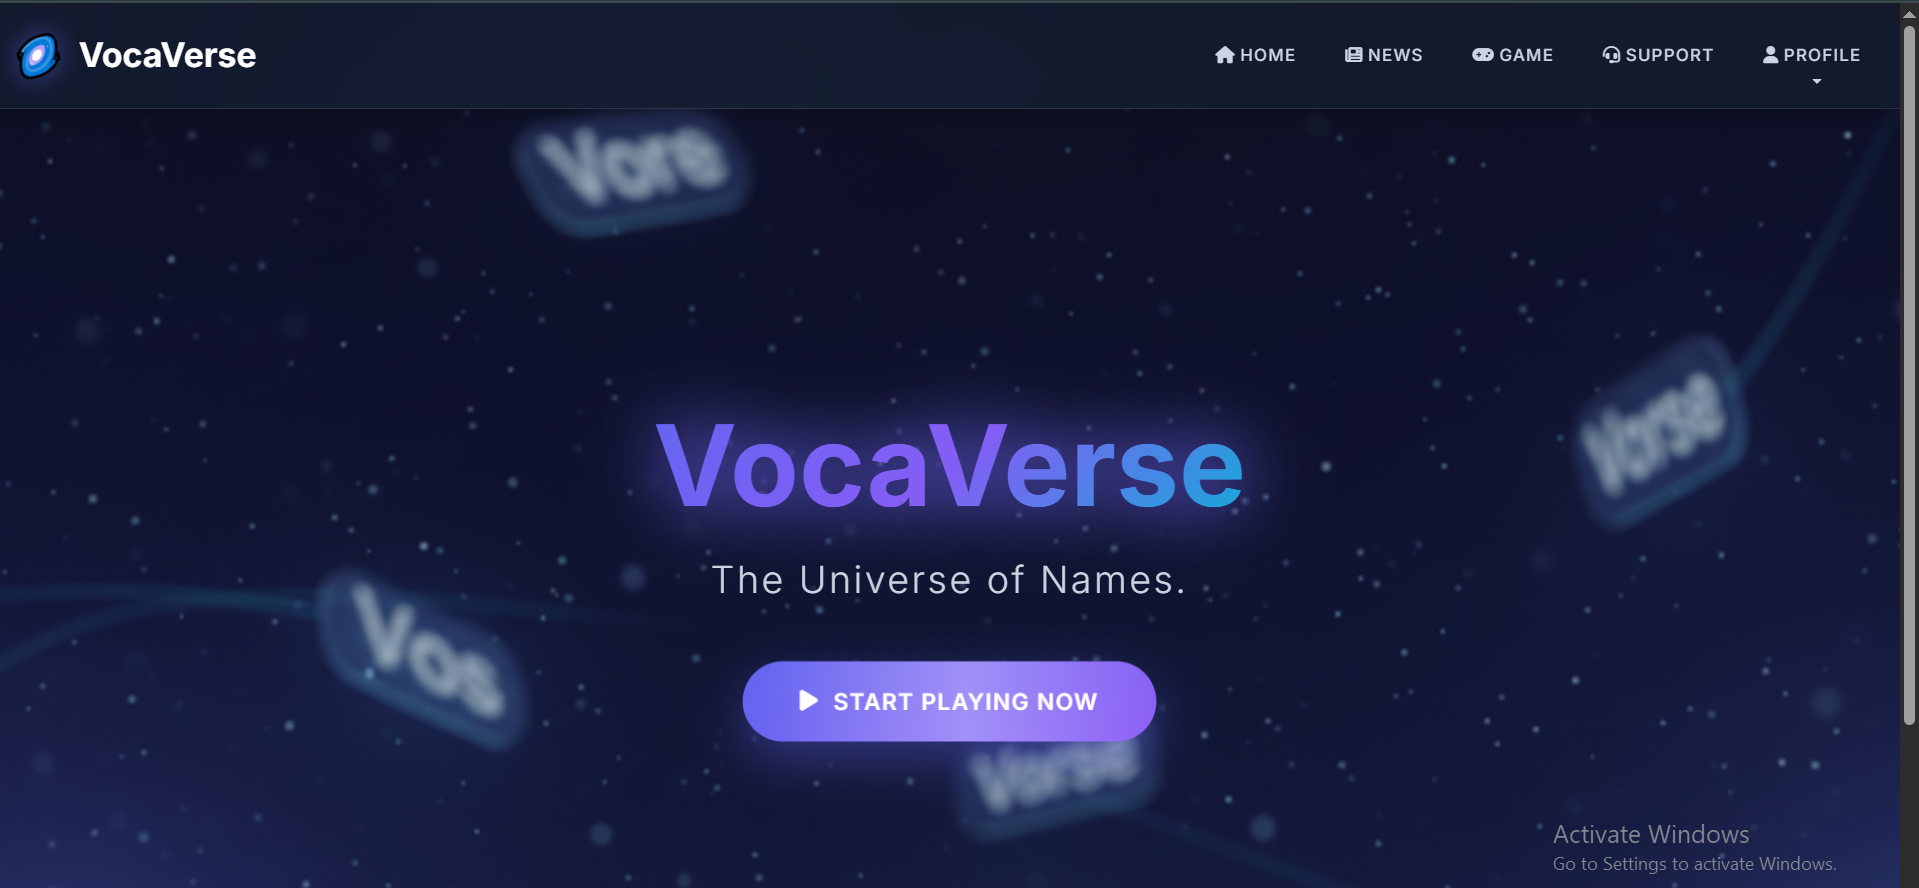 VocaVerse
HOME
NEWS
GAME
SUPPORT
PROFILE
Vore
Verse
VocaVerse
The Universe of Names.
Vos
START PLAYING NOW
Activate Windows
Go to Settings to activate Windows.